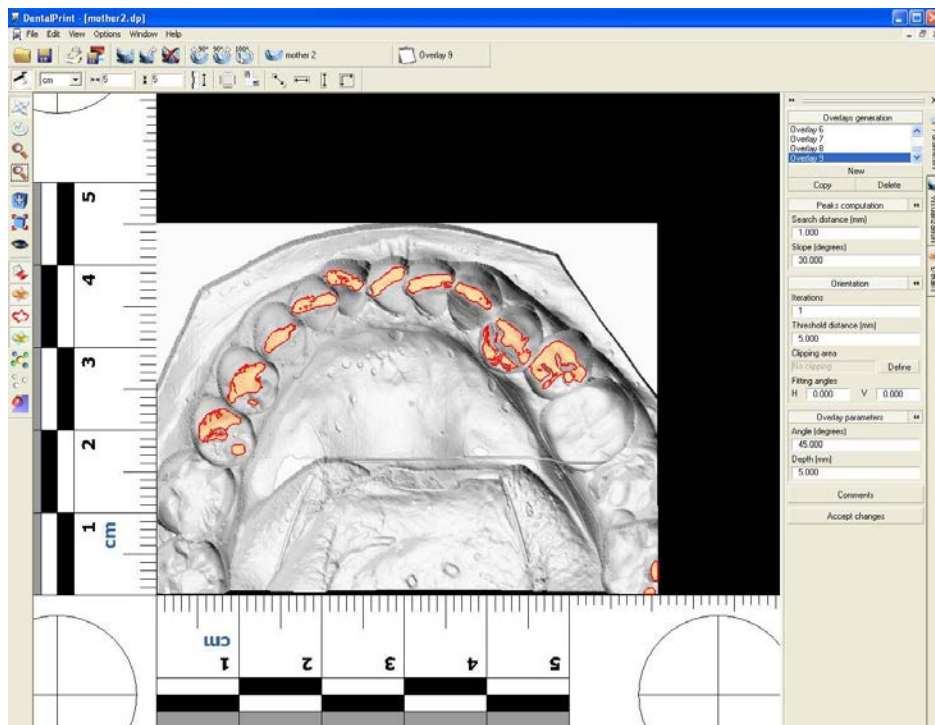 DentalPrint - [mother2.dp]
File Edit View Options Window Help
mother 2 Overlay 9
cm 5 5
Overlays generation
Overlay 6
Overlay 7
Overlay 8
Overlay 9
New
Copy Delete
Peaks computation
Search distance (mm)
1.000
Slope (degrees)
30.000
Orientation
Iterations
1
Threshold distance (mm)
5.000
Clipping area
No clipping Define
Fitting angles
H 0.000 V 0.000
Overlay parameters
Angle (degrees)
45.000
Depth (mm)
5.000
Comments
Accept changes
Visualization
5
4
3
2
1
cm
cm
1 2 3 4 5